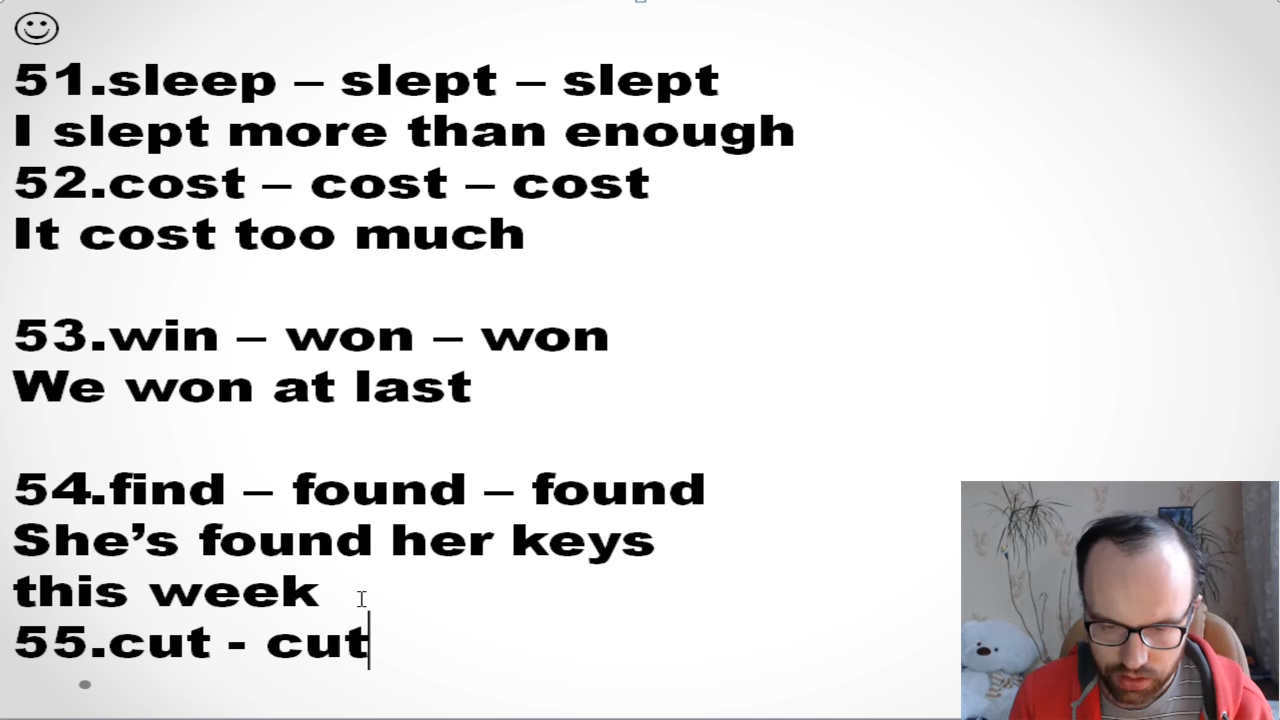 51.sleep – slept – slept
I slept more than enough
52.cost – cost – cost
It cost too much
53.win – won – won
We won at last
54.find – found – found
She’s found her keys
this week
55.cut - cut